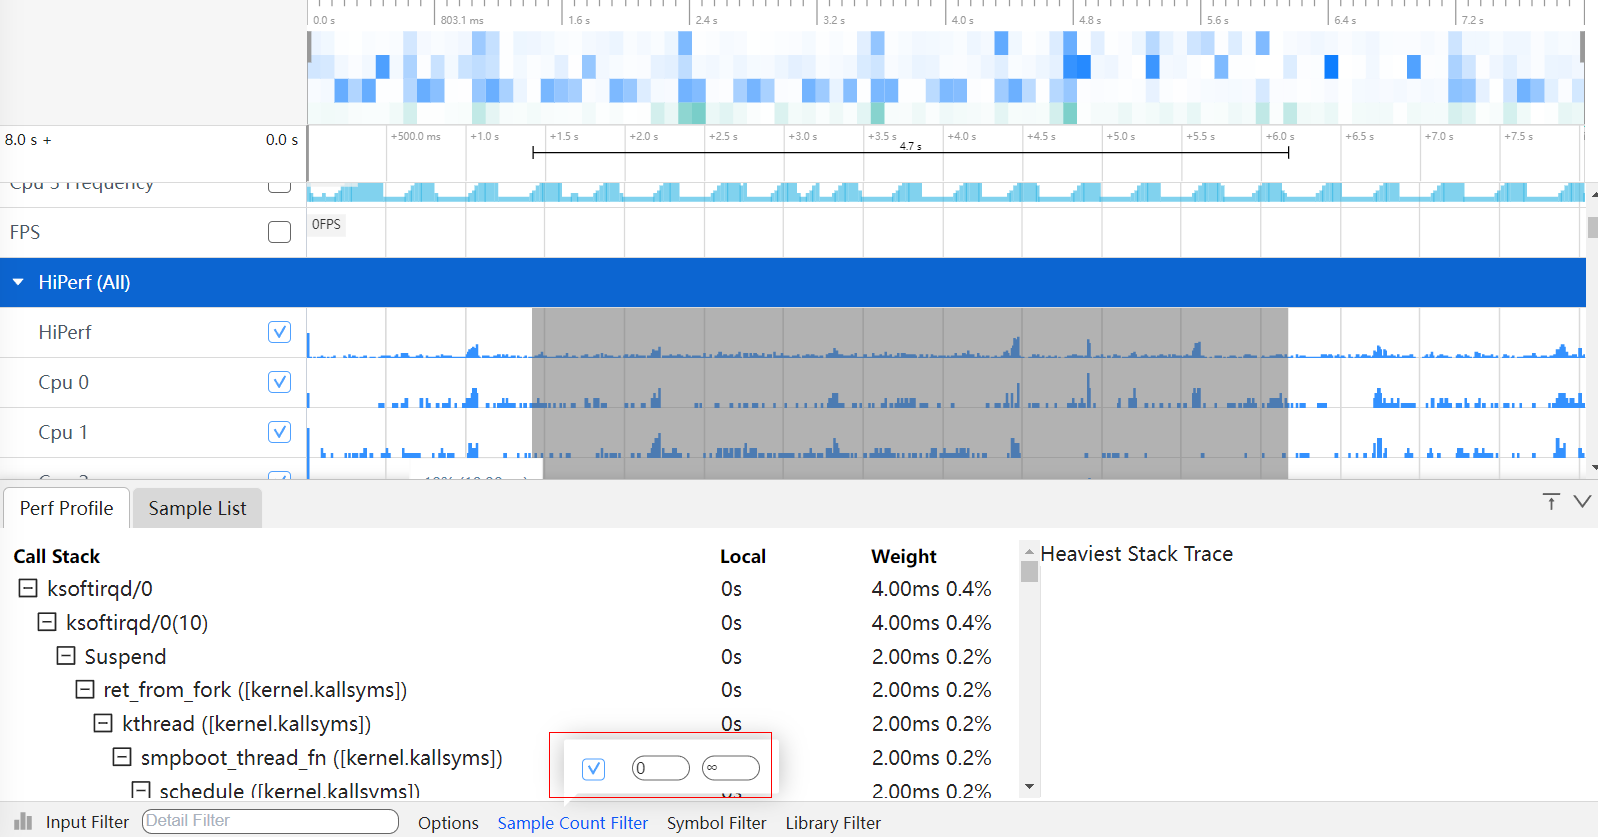 0.0 s 803.1 ms 1.6 s 2.4 s 3.2 s 4.0 s 4.8 s 5.6 s 6.4 s 7.2 s
8.0 s + 0.0 s +500.0 ms +1.0 s +1.5 s +2.0 s +2.5 s +3.0 s +3.5 s +4.0 s +4.5 s +5.0 s +5.5 s +6.0 s +6.5 s +7.0 s +7.5 s
4.7 s
Cpu 3 Frequency
FPS 0FPS
HiPerf (All)
HiPerf
Cpu 0
Cpu 1
Perf Profile Sample List
Call Stack Local Weight Heaviest Stack Trace
ksoftirqd/0 0s 4.00ms 0.4%
ksoftirqd/0(10) 0s 4.00ms 0.4%
Suspend 0s 2.00ms 0.2%
ret_from_fork ([kernel.kallsyms]) 0s 2.00ms 0.2%
kthread ([kernel.kallsyms]) 0s 2.00ms 0.2%
smpboot_thread_fn ([kernel.kallsyms]) 2.00ms 0.2%
0 ∞
schedule ([kernel.kallsyms]) 0s 2.00ms 0.2%
Input Filter Detail Filter Options Sample Count Filter Symbol Filter Library Filter